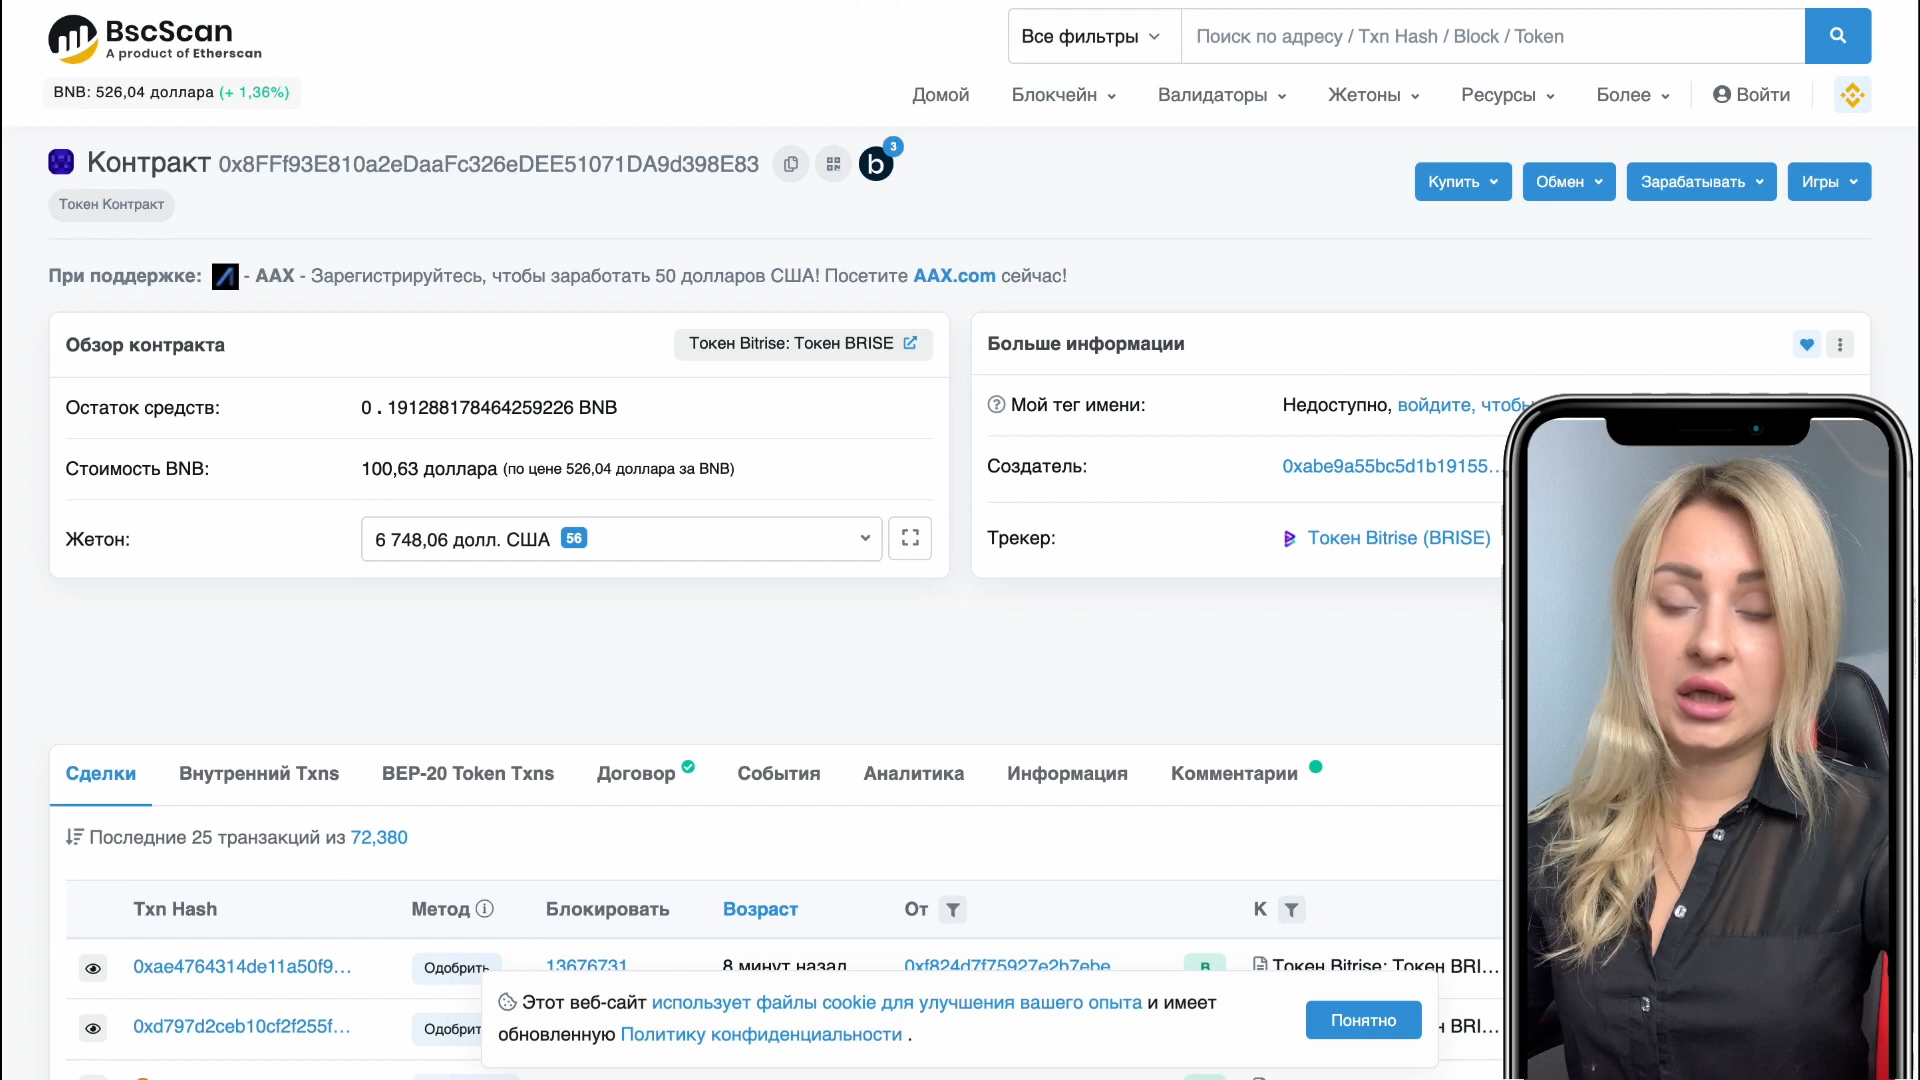 BscScan
A product of Etherscan
Все фильтры
Поиск по адресу / Txn Hash / Block / Token
BNB: 526,04 доллара (+ 1,36%)
Домой Блокчейн Валидаторы Жетоны Ресурсы Более Войти
Контракт 0x8FFf93E810a2eDaaFc326eDEE51071DA9d398E83 b 3
Токен Контракт
Купить Обмен Зарабатывать Игры
При поддержке: - AAX - Зарегистрируйтесь, чтобы заработать 50 долларов США! Посетите AAX.com сейчас!
Обзор контракта Токен Bitrise: Токен BRISE
Остаток средств: 0 . 191288178464259226 BNB
Стоимость BNB: 100,63 доллара (по цене 526,04 доллара за BNB)
Жетон: 6 748,06 долл. США 56
Больше информации
Мой тег имени: Недоступно, войдите, чтобы
Создатель: 0xabe9a55bc5d1b19155...
Трекер: Токен Bitrise (BRISE)
Сделки Внутренний Txns BEP-20 Token Txns Договор События Аналитика Информация Комментарии
Последние 25 транзакций из 72,380
Txn Hash Метод Блокировать Возраст От К
0xae4764314de11a50f9... Одобрить 13676731 8 минут назад 0xf824d7f75927e2b7ebe Токен Bitrise: Токен BRI...
0xd797d2ceb10cf2f255f... Одобрит BRI...
Этот веб-сайт использует файлы cookie для улучшения вашего опыта и имеет
обновленную Политику конфиденциальности .
Понятно